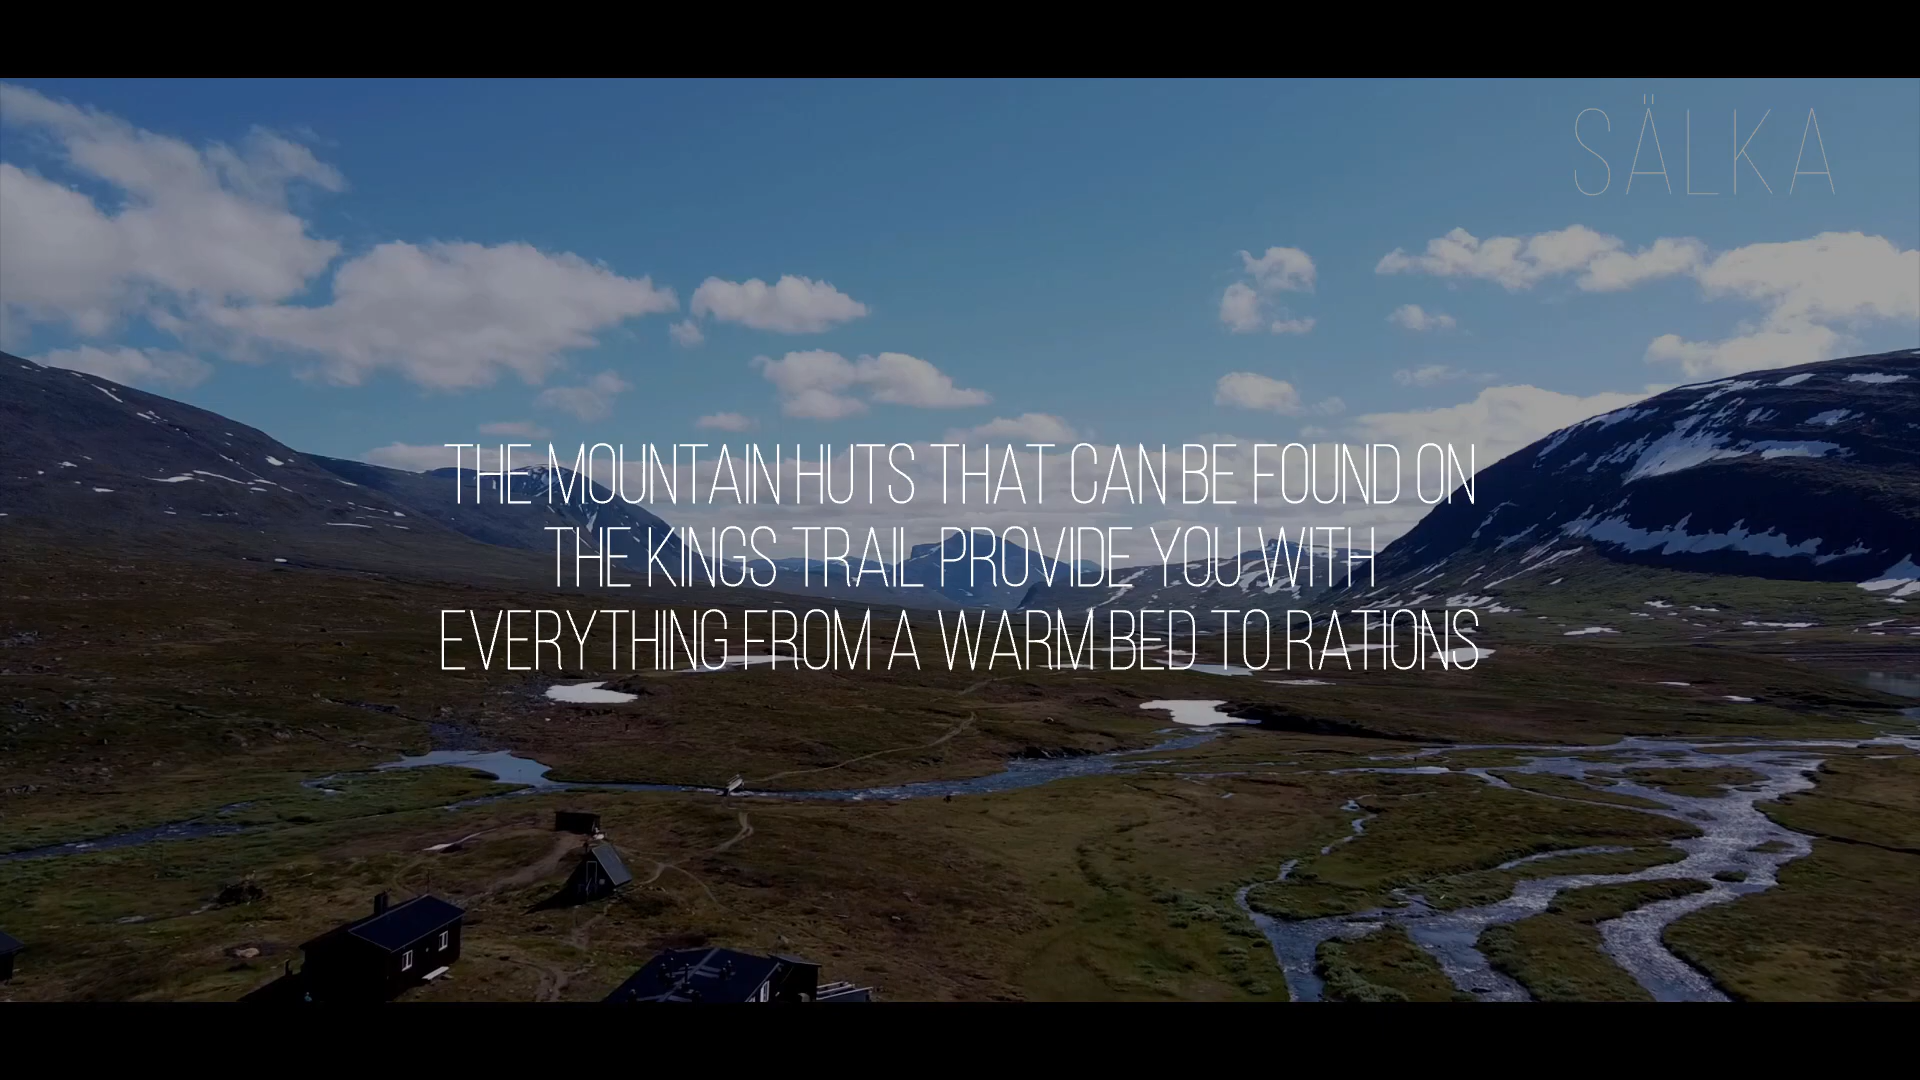 SÄLKA
THE MOUNTAIN HUTS THAT CAN BE FOUND ON
THE KINGS TRAIL PROVIDE YOU WITH
EVERYTHING FROM A WARM BED TO RATIONS